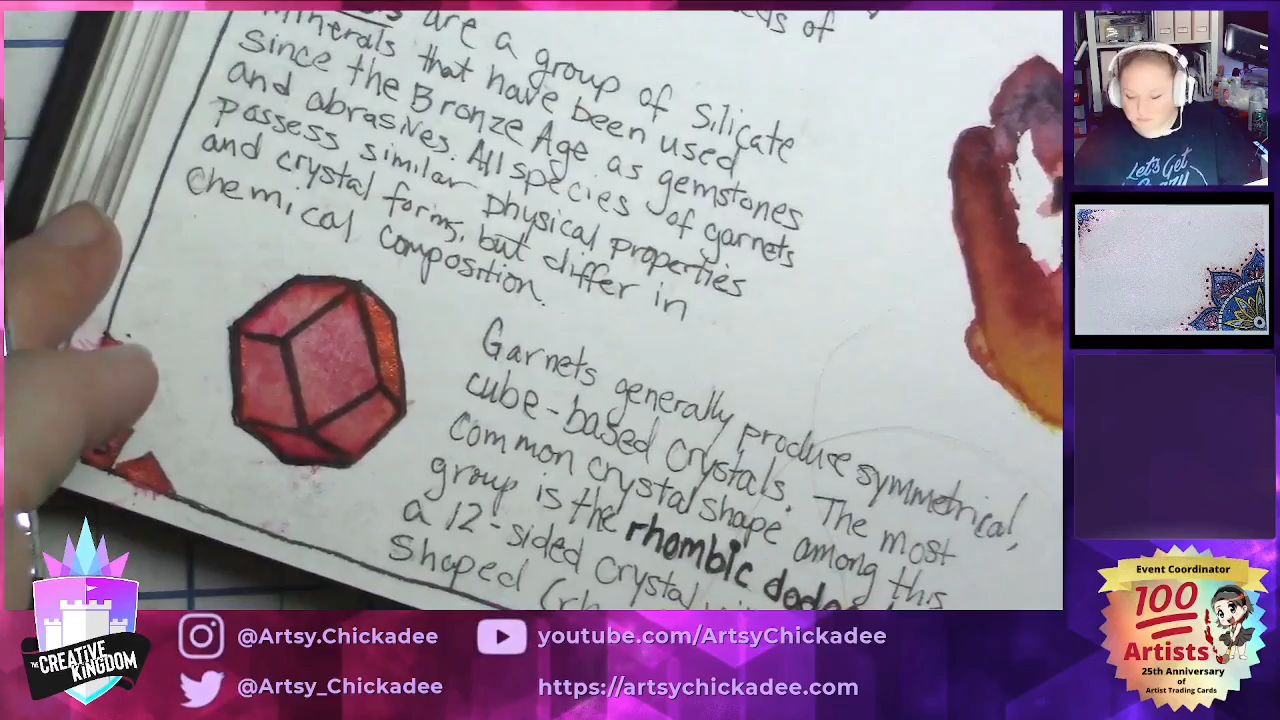 are a group of Silicate
minerals that have been used
since the Bronze Age as gemstones
and abrasives. All species of garnets
possess similar physical properties
and crystal forms, but differ in
chemical composition.
Garnets generally produce symmetrical,
cube-based crystals. The most
common crystal shape among this
group is the rhombic
a 12-sided crystal
Shaped
Let's Get
THE CREATIVE
KINGDOM
@Artsy.Chickadee
youtube.com/ArtsyChickadee
@Artsy_Chickadee
https://artsychickadee.com
Event Coordinator
100
Artists
25th Anniversary
of
Artist Trading Cards